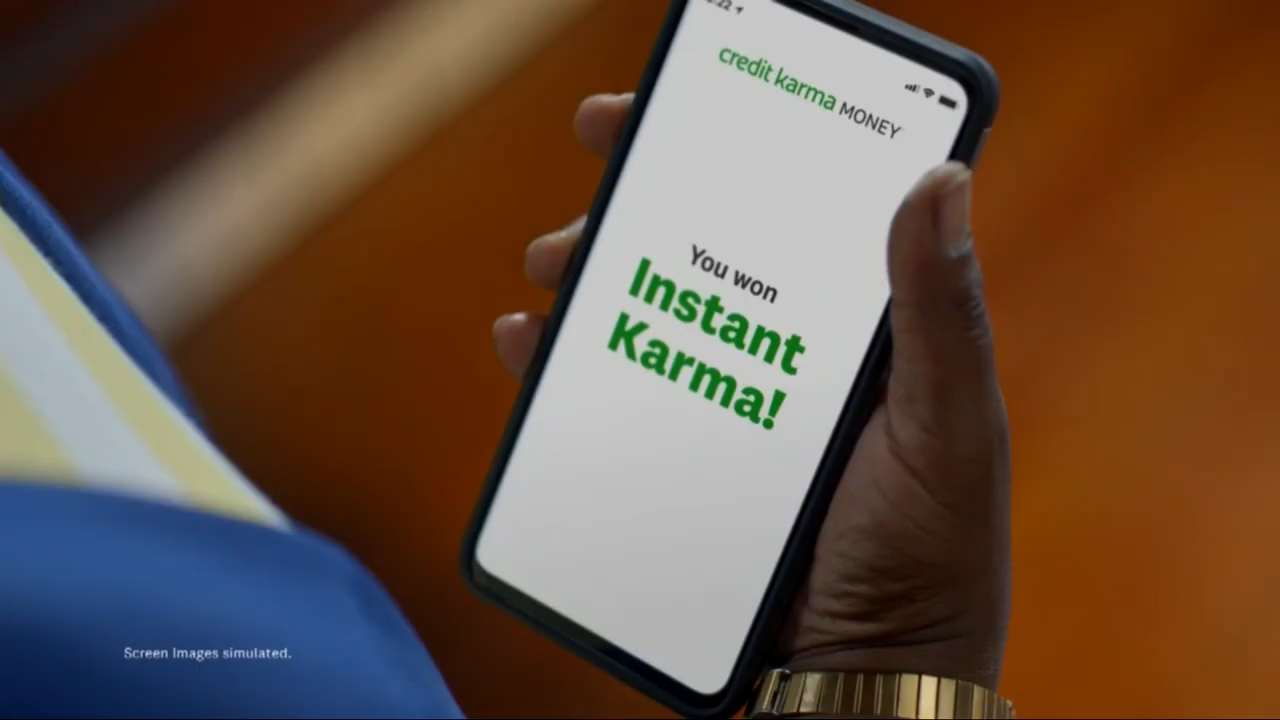 credit karma MONEY
You won
Instant
Karma!
Screen Images simulated.